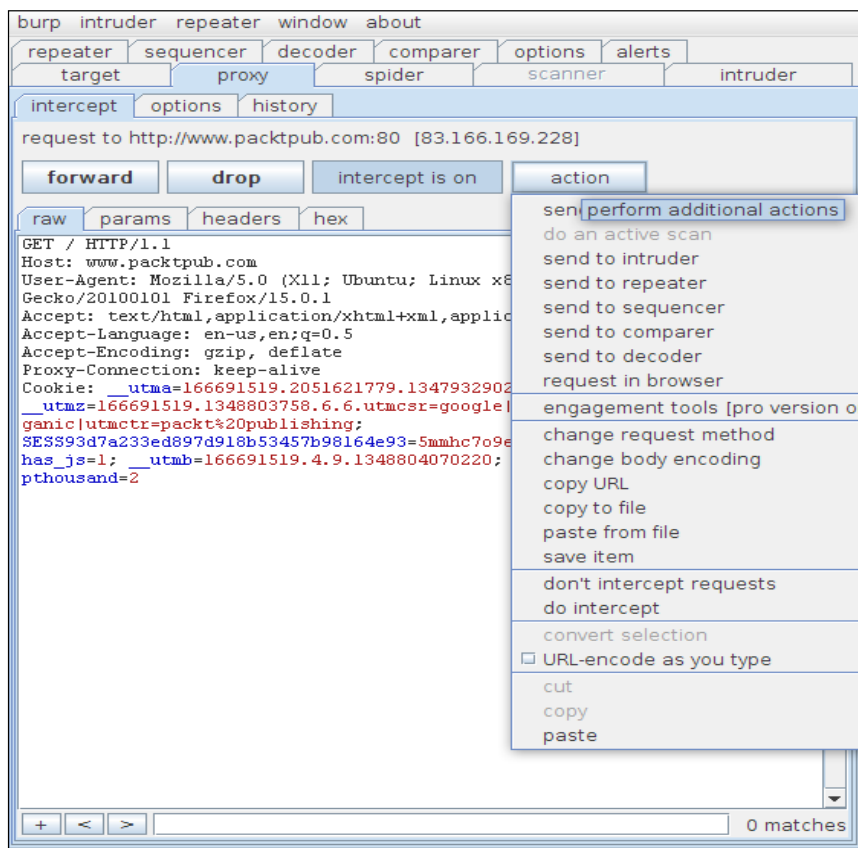 burp intruder repeater window about
repeater sequencer decoder comparer options alerts
target proxy spider scanner intruder
intercept options history
request to http://www.packtpub.com:80 [83.166.169.228]
forward drop intercept is on action
raw params headers hex
GET / HTTP/1.1
Host: www.packtpub.com
User-Agent: Mozilla/5.0 (X11; Ubuntu; Linux x8
Gecko/20100101 Firefox/15.0.1
Accept: text/html,application/xhtml+xml,applic
Accept-Language: en-us,en;q=0.5
Accept-Encoding: gzip, deflate
Proxy-Connection: keep-alive
Cookie: __utma=166691519.2051621779.1347932902
__utmz=166691519.1348803758.6.6.utmcsr=google|
ganic|utmctr=packt%20publishing;
SESS93d7a233ed897d918b53457b98164e93=5mmhc7o9e
has_js=1; __utmb=166691519.4.9.1348804070220;
pthousand=2
perform additional actions
do an active scan
send to intruder
send to repeater
send to sequencer
send to comparer
send to decoder
request in browser
engagement tools [pro version o
change request method
change body encoding
copy URL
copy to file
paste from file
save item
don't intercept requests
do intercept
convert selection
URL-encode as you type
cut
copy
paste
+ < > 0 matches